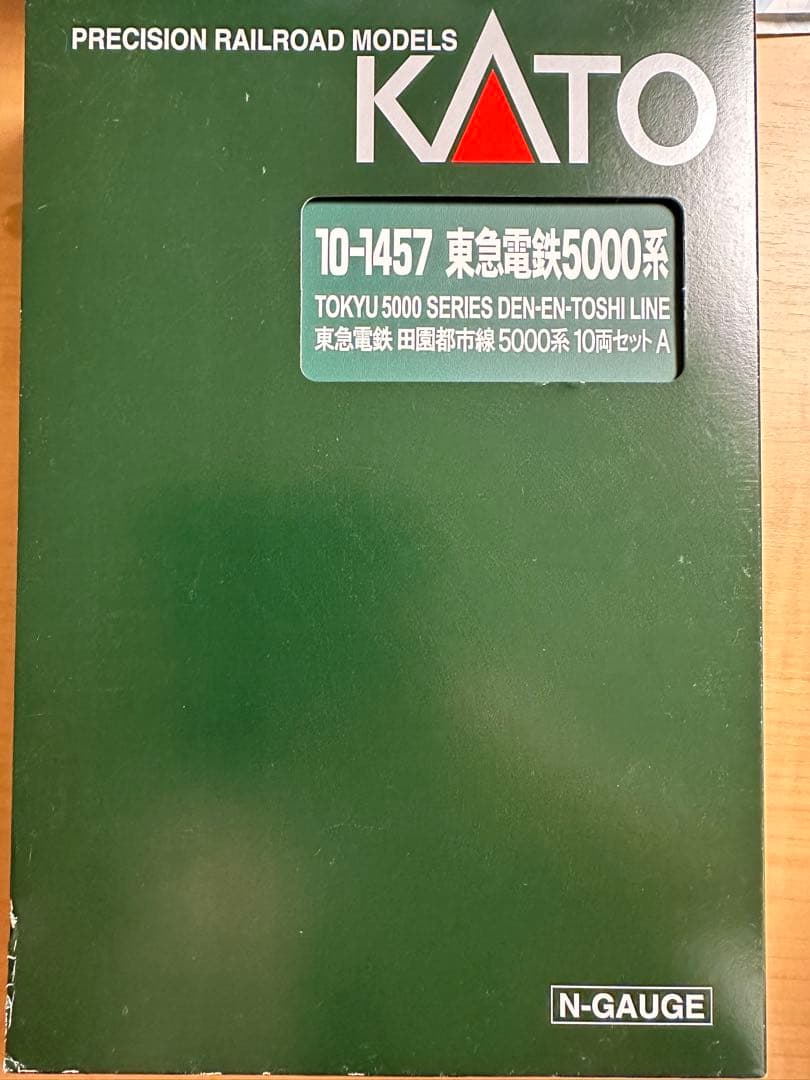 PRECISION RAILROAD MODELS
KATO
10-1457 東急電鉄5000系
TOKYU 5000 SERIES DEN-EN-TOSHI LINE
東急電鉄 田園都市線 5000系 10両セット A
N-GAUGE